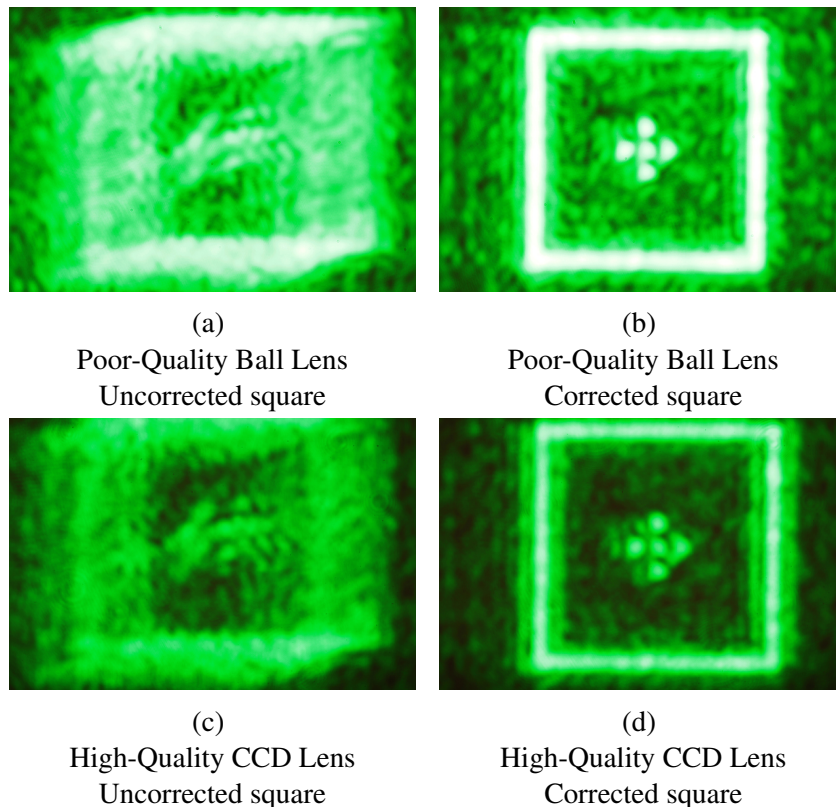 (a)
Poor-Quality Ball Lens
Uncorrected square
(b)
Poor-Quality Ball Lens
Corrected square
(c)
High-Quality CCD Lens
Uncorrected square
(d)
High-Quality CCD Lens
Corrected square